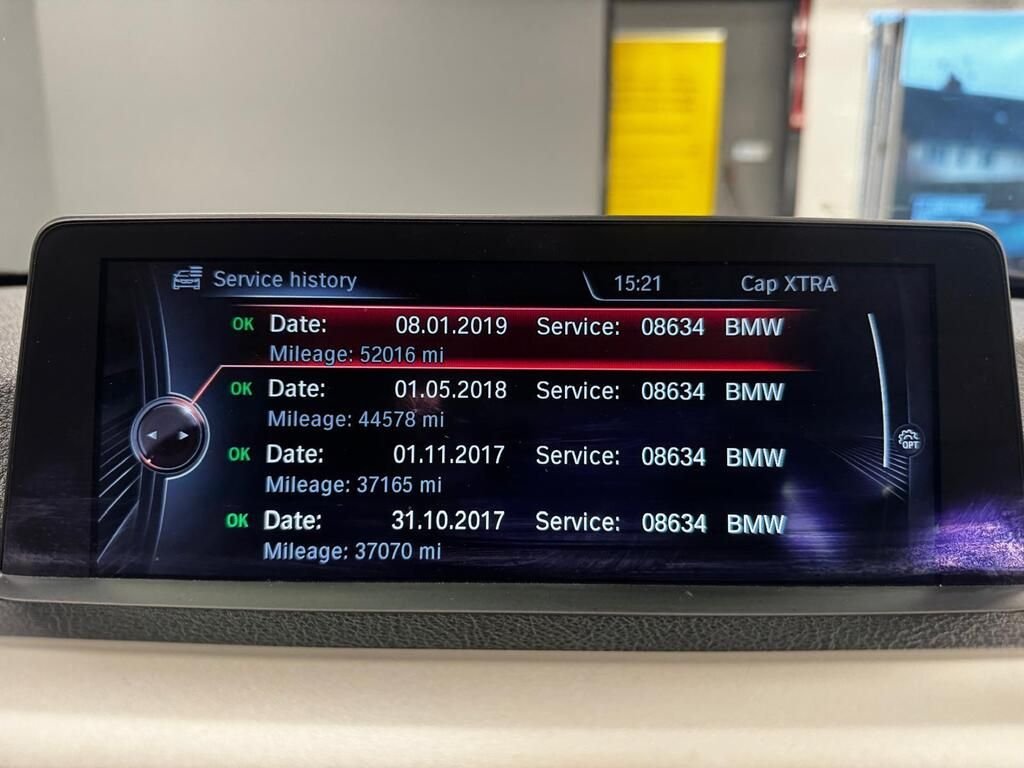 Service history 15:21 Cap XTRA
OK Date: 08.01.2019 Service: 08634 BMW
Mileage: 52016 mi
OK Date: 01.05.2018 Service: 08634 BMW
Mileage: 44578 mi
OK Date: 01.11.2017 Service: 08634 BMW
Mileage: 37165 mi
OPT
OK Date: 31.10.2017 Service: 08634 BMW
Mileage: 37070 mi